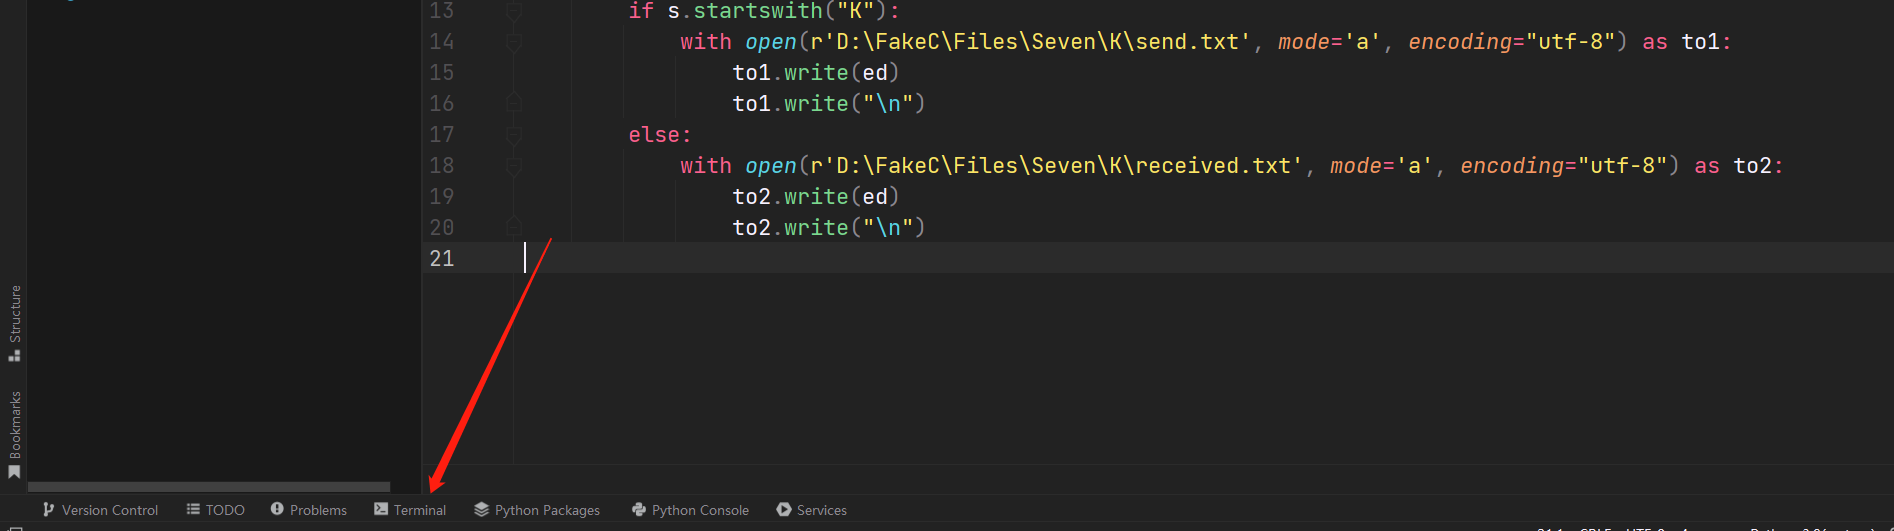 13 if s.startswith("K"):
14 with open(r'D:\FakeC\Files\Seven\K\send.txt', mode='a', encoding="utf-8") as to1:
15 to1.write(ed)
16 to1.write("\n")
17 else:
18 with open(r'D:\FakeC\Files\Seven\K\received.txt', mode='a', encoding="utf-8") as to2:
19 to2.write(ed)
20 to2.write("\n")
21
Structure
Bookmarks
Version Control TODO Problems Terminal Python Packages Python Console Services